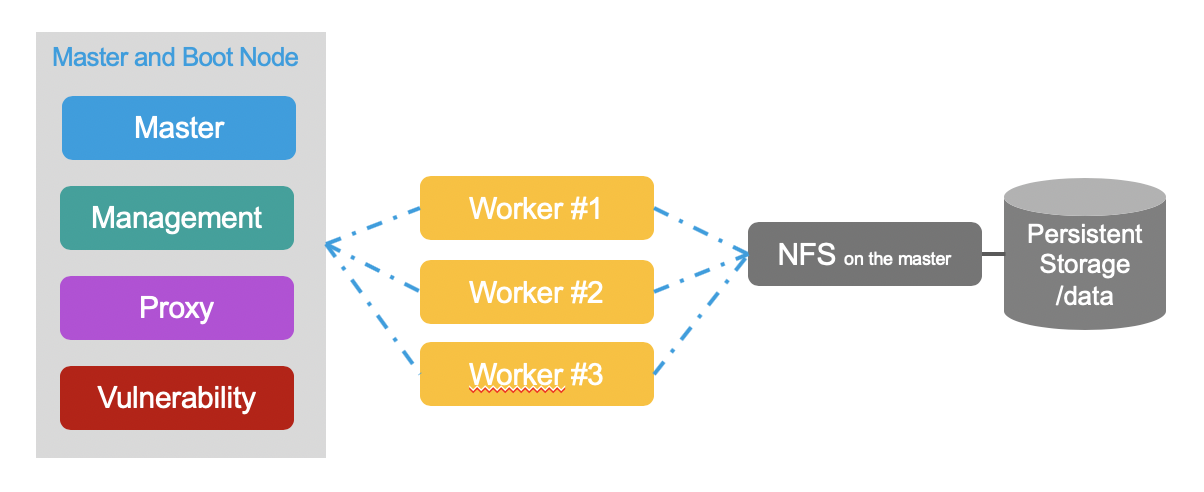 Master and Boot Node
Master
Management
Proxy
Vulnerability
Worker #1
Worker #2
Worker #3
NFS on the master
Persistent
Storage
/data